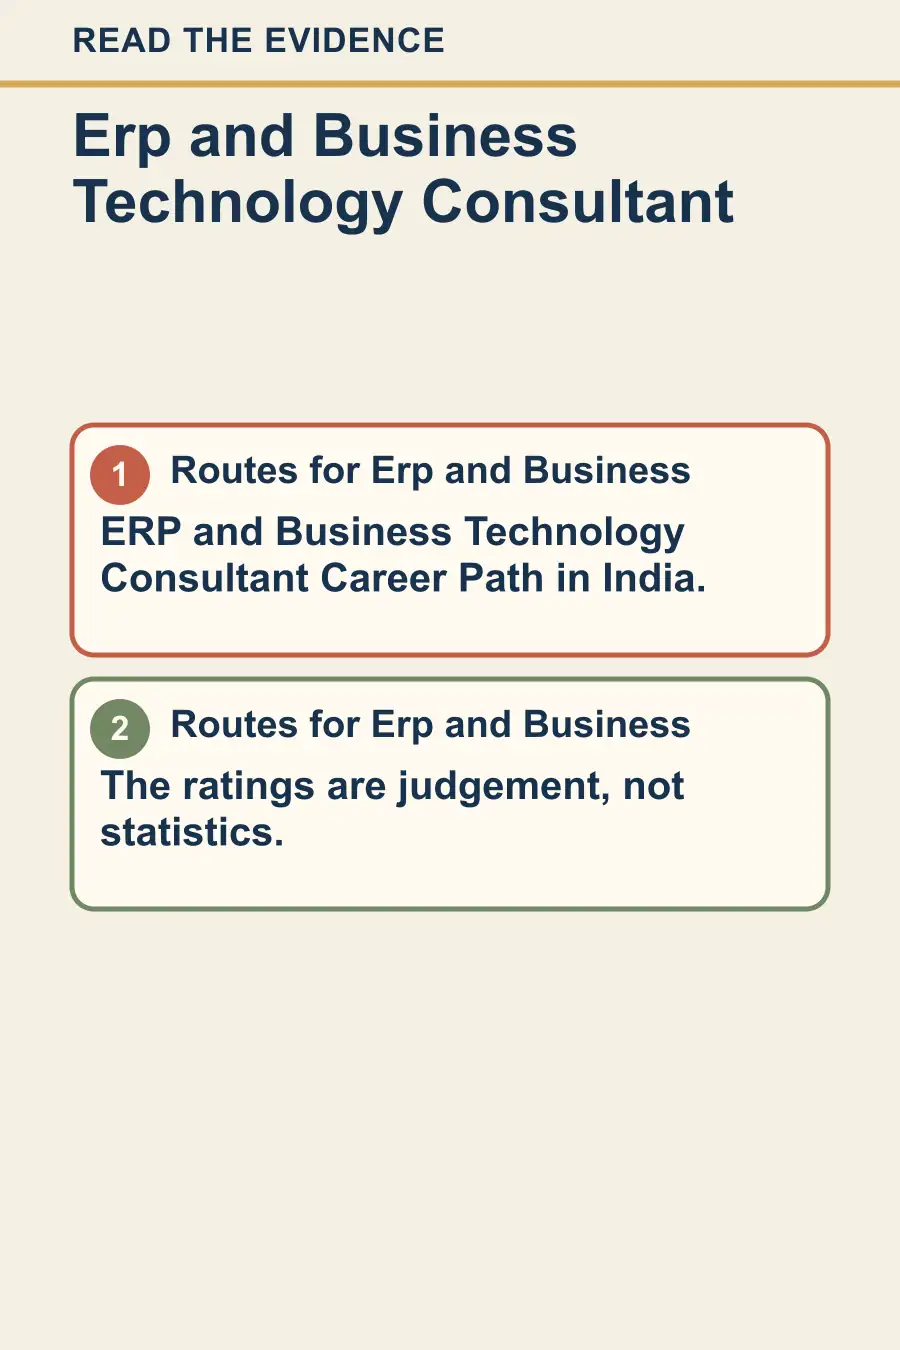 READ THE EVIDENCE
Erp and Business
Technology Consultant
1 Routes for Erp and Business
ERP and Business Technology
Consultant Career Path in India.
2 Routes for Erp and Business
The ratings are judgement, not
statistics.